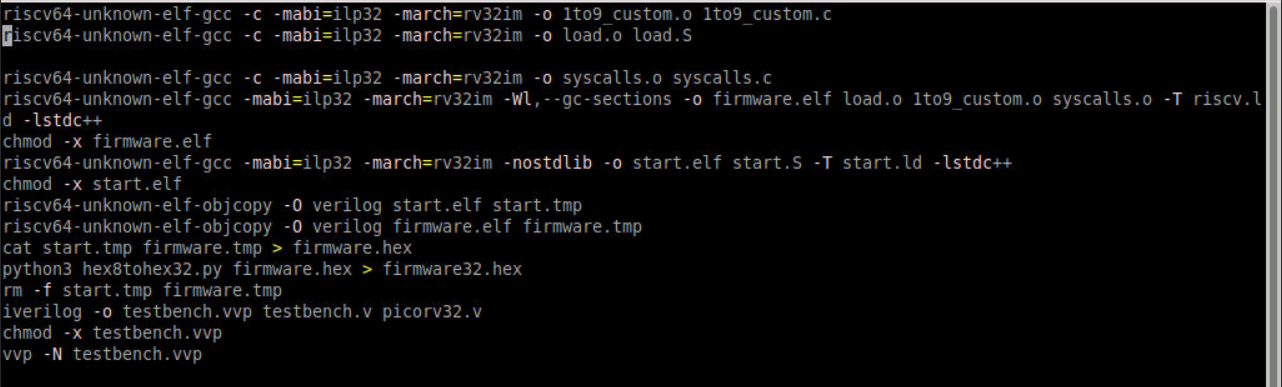 riscv64-unknown-elf-gcc -c -mabi=ilp32 -march=rv32im -o 1to9_custom.o 1to9_custom.c
riscv64-unknown-elf-gcc -c -mabi=ilp32 -march=rv32im -o load.o load.S
riscv64-unknown-elf-gcc -c -mabi=ilp32 -march=rv32im -o syscalls.o syscalls.c
riscv64-unknown-elf-gcc -mabi=ilp32 -march=rv32im -Wl,--gc-sections -o firmware.elf load.o 1to9_custom.o syscalls.o -T riscv.l
d -lstdc++
chmod -x firmware.elf
riscv64-unknown-elf-gcc -mabi=ilp32 -march=rv32im -nostdlib -o start.elf start.S -T start.ld -lstdc++
chmod -x start.elf
riscv64-unknown-elf-objcopy -O verilog start.elf start.tmp
riscv64-unknown-elf-objcopy -O verilog firmware.elf firmware.tmp
cat start.tmp firmware.tmp > firmware.hex
python3 hex8tohex32.py firmware.hex > firmware32.hex
rm -f start.tmp firmware.tmp
iverilog -o testbench.vvp testbench.v picorv32.v
chmod -x testbench.vvp
vvp -N testbench.vvp